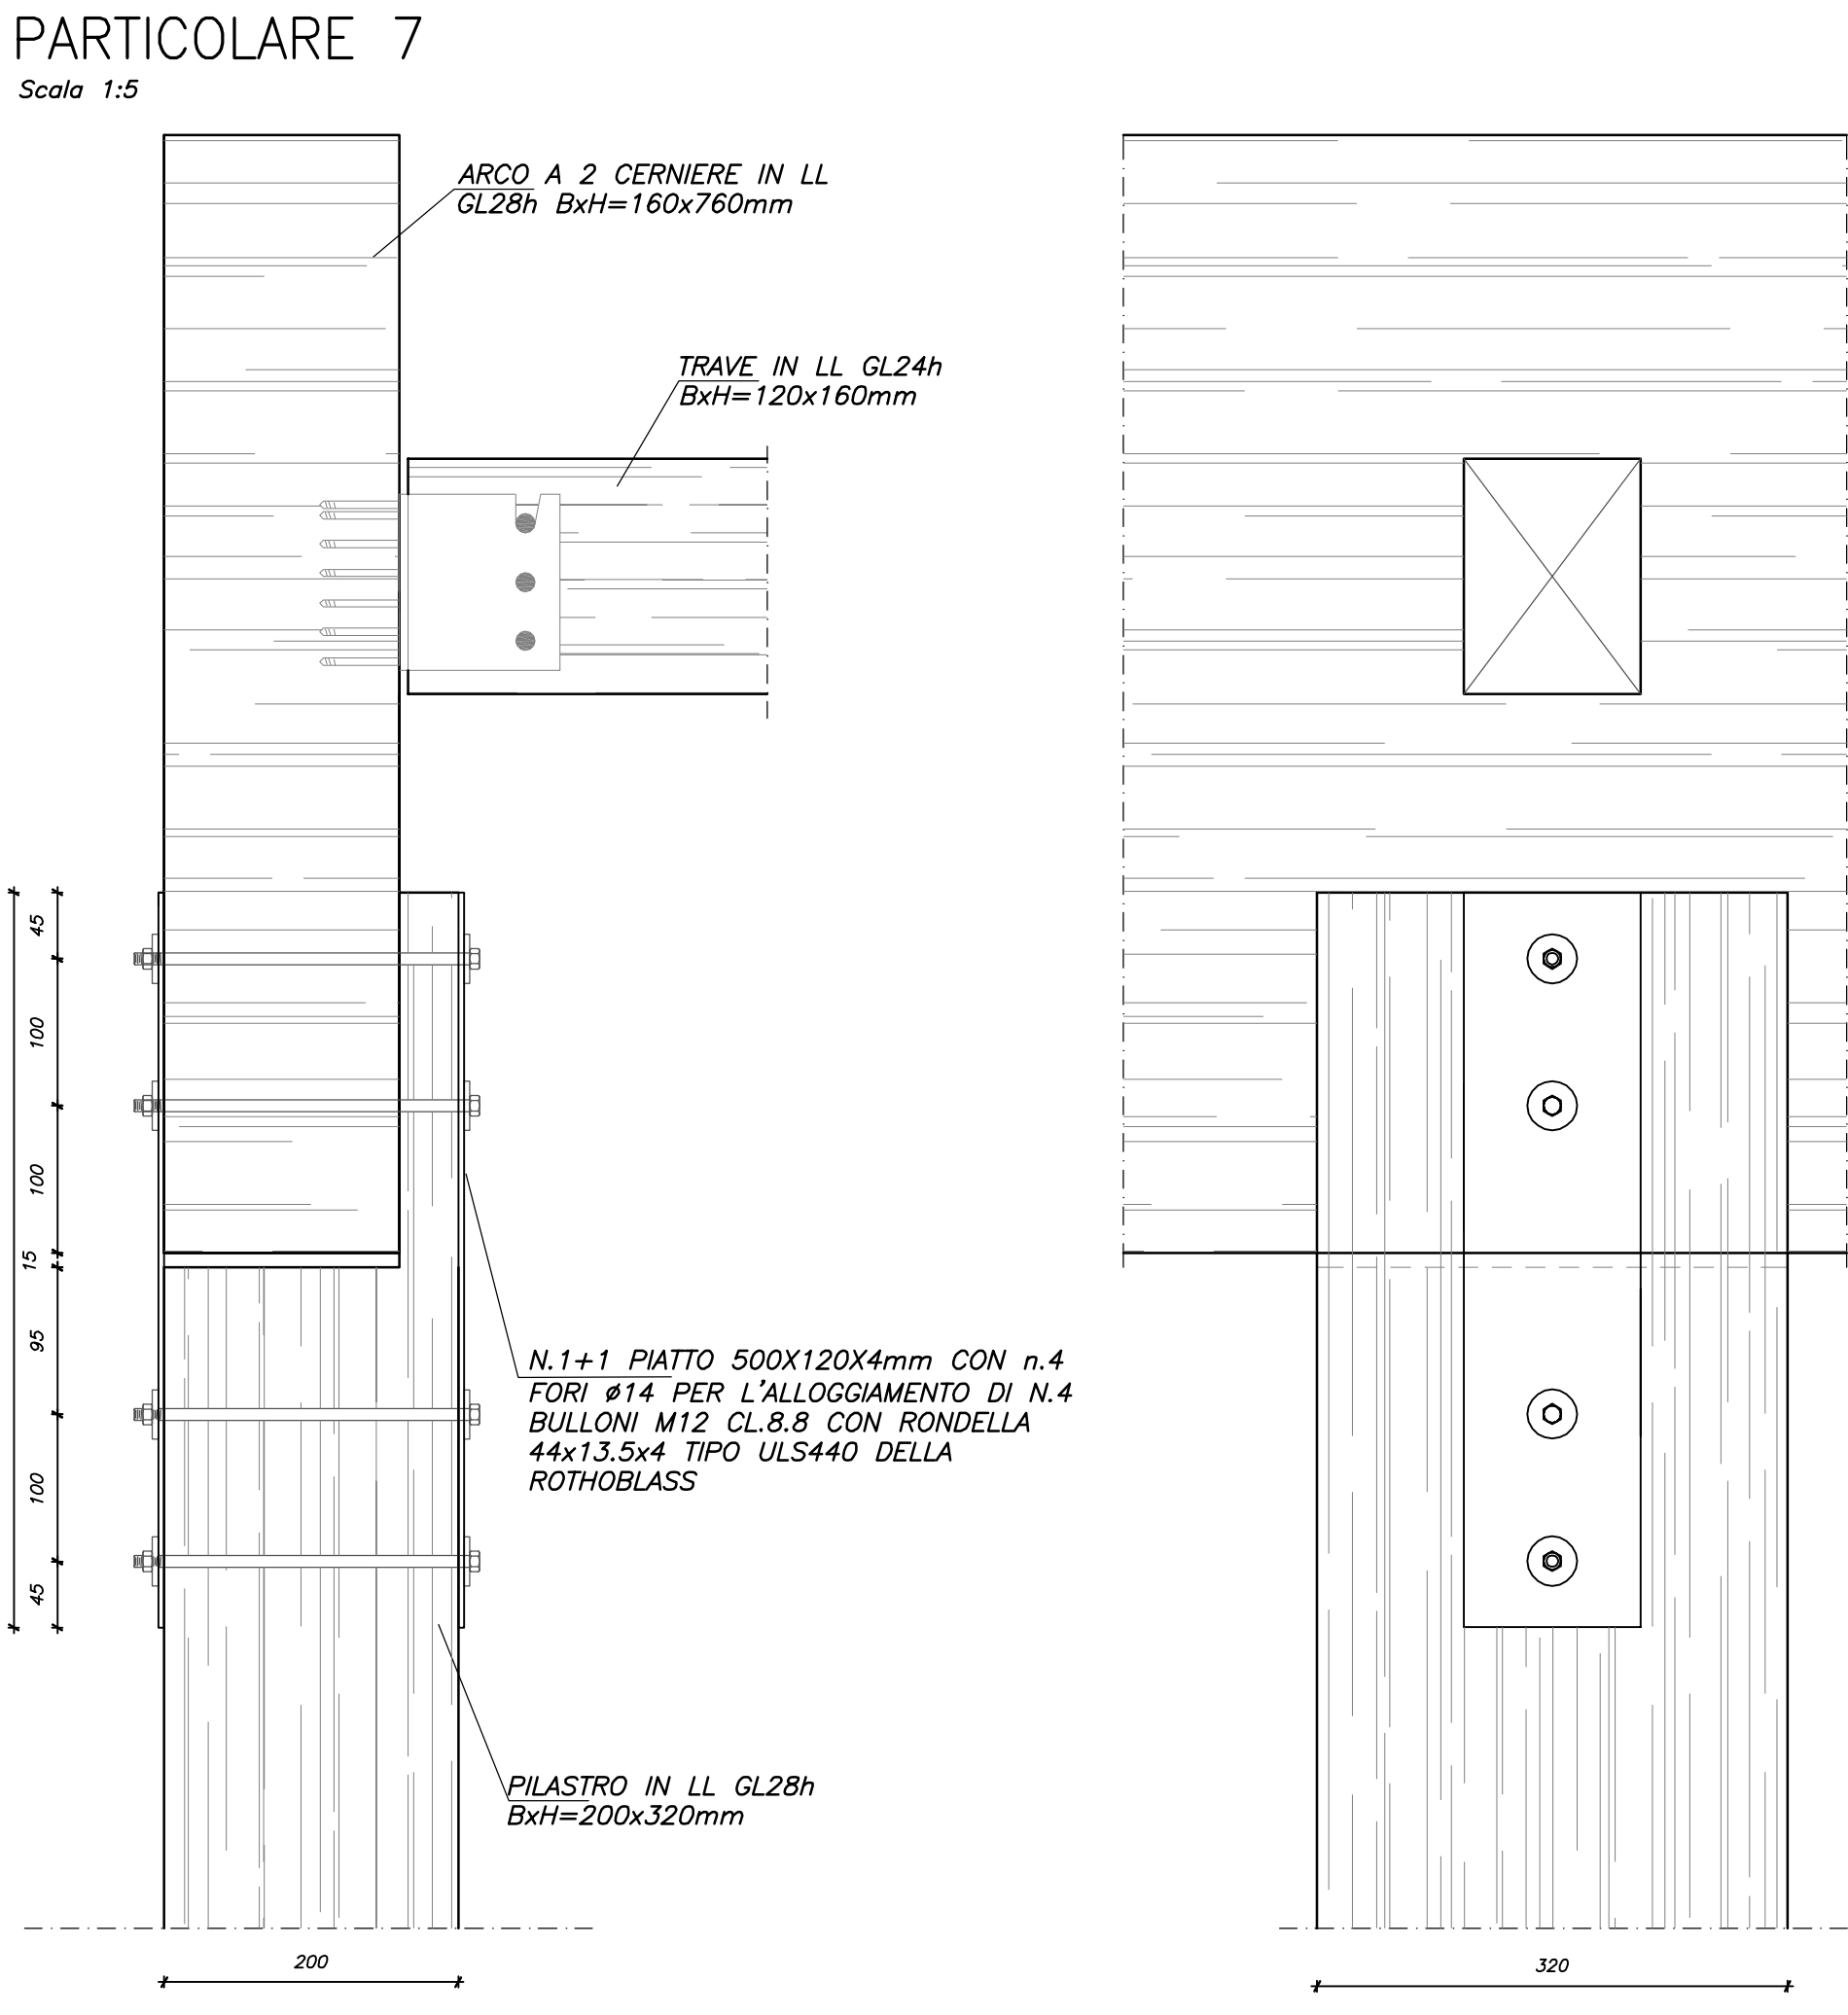 PARTICOLARE 7
Scala 1:5
ARCO A 2 CERNIERE IN LL
GL28h BxH=160x760mm
TRAVE IN LL GL24h
BxH=120x160mm
45
100
100
15
95
100
45
N.1+1 PIATTO 500X120X4mm CON n.4
FORI ø14 PER L'ALLOGGIAMENTO DI N.4
BULLONI M12 CL.8.8 CON RONDELLA
44x13.5x4 TIPO ULS440 DELLA
ROTHOBLASS
PILASTRO IN LL GL28h
BxH=200x320mm
200
320